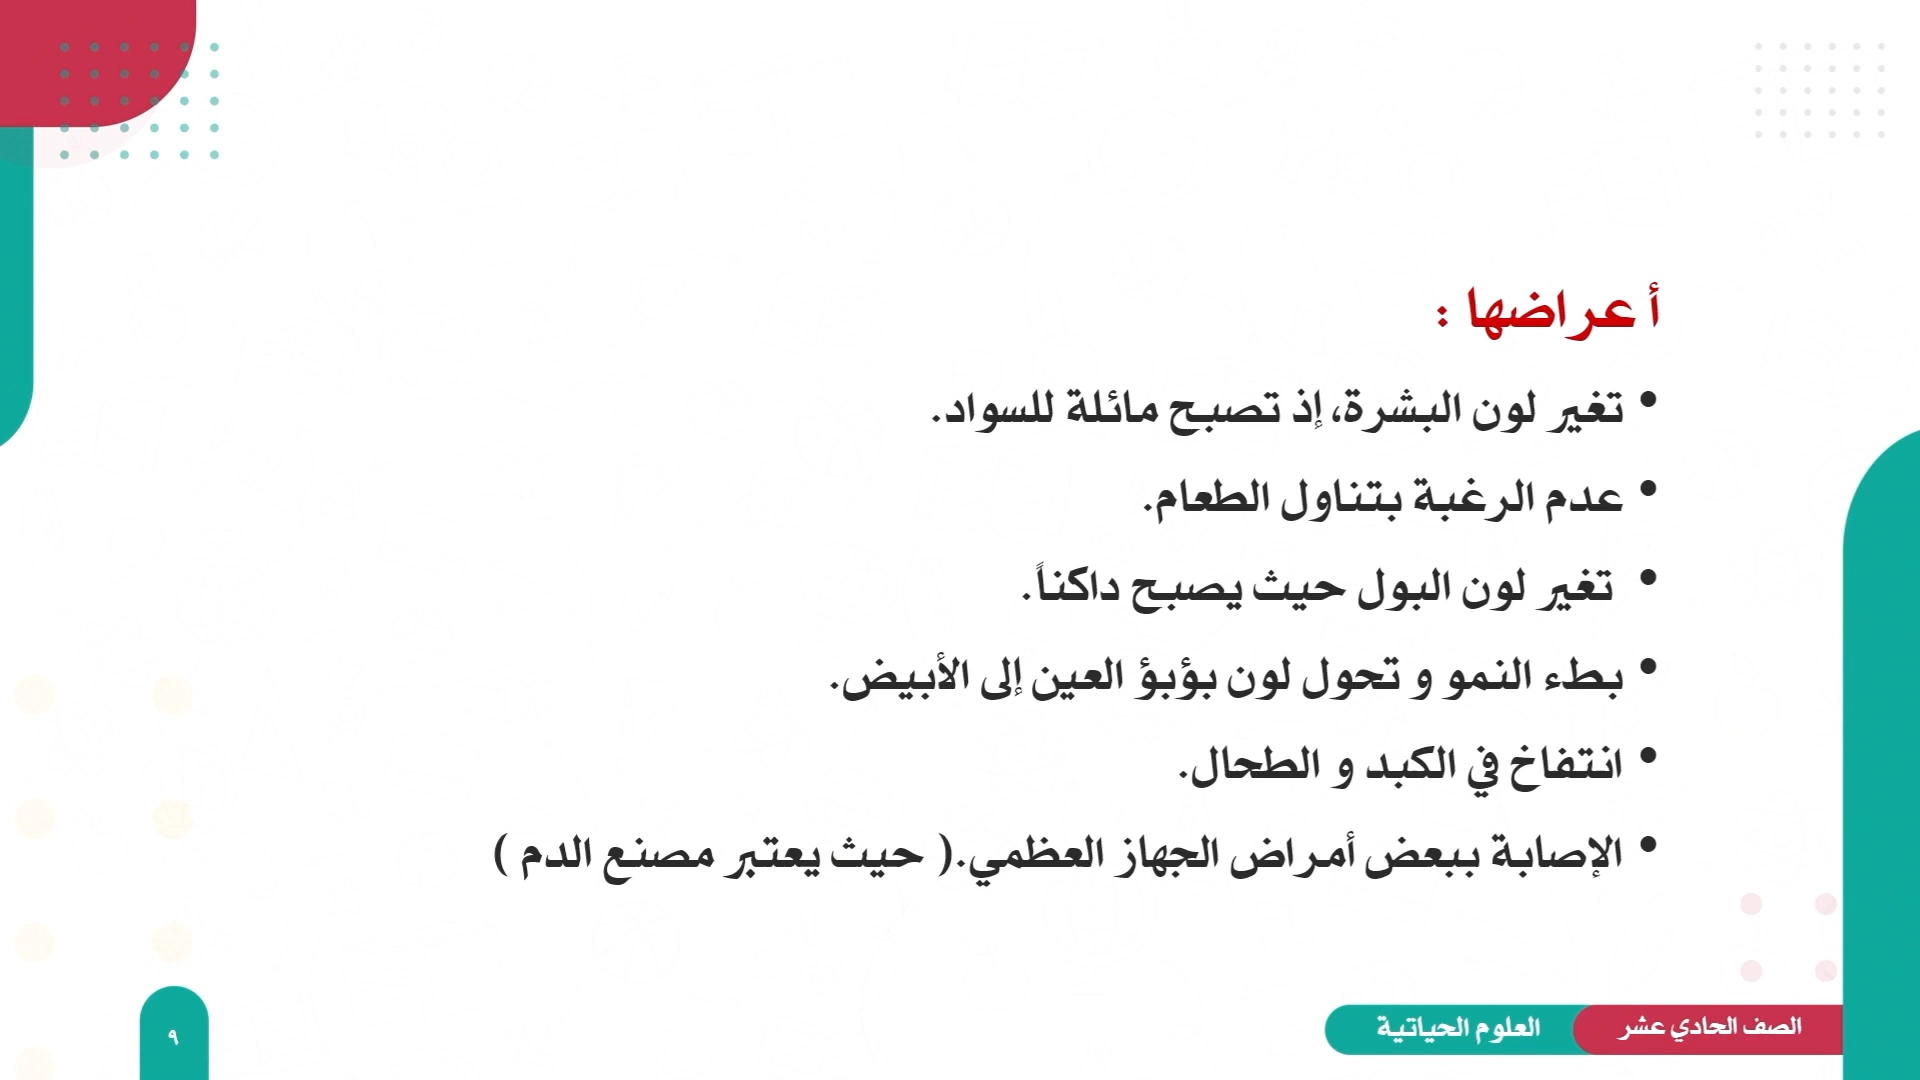 أ عراضها :
• تغير لون البشرة، إذ تصبح مائلة للسواد.
• عدم الرغبة بتناول الطعام.
• تغير لون البول حيث يصبح داكناً.
• بطء النمو و تحول لون بؤبؤ العين إلى الأبيض.
• انتفاخ في الكبد و الطحال.
• الإصابة ببعض أمراض الجهاز العظمي.( حيث يعتبر مصنع الدم )
الصف الحادي عشر
العلوم الحياتية
٩